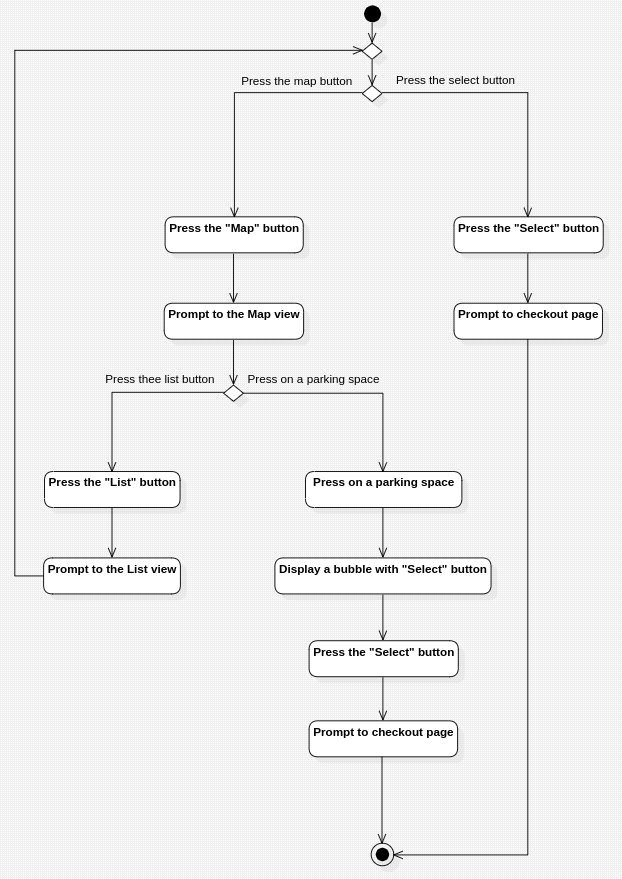 Press the map button
Press the select button
Press the "Map" button
Press the "Select" button
Prompt to the Map view
Prompt to checkout page
Press thee list button
Press on a parking space
Press the "List" button
Press on a parking space
Prompt to the List view
Display a bubble with "Select" button
Press the "Select" button
Prompt to checkout page